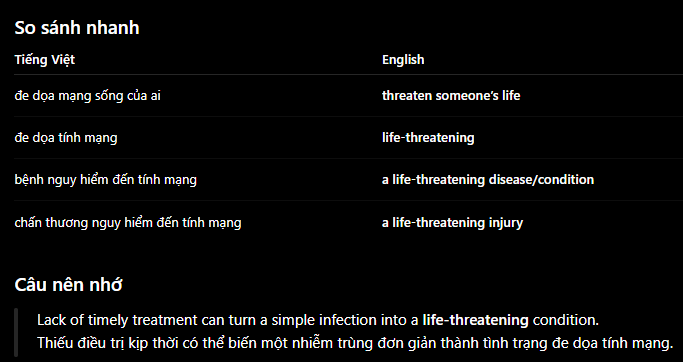 So sánh nhanh
Tiếng Việt English
đe dọa mạng sống của ai threaten someone's life
đe dọa tính mạng life-threatening
bệnh nguy hiểm đến tính mạng a life-threatening disease/condition
chấn thương nguy hiểm đến tính mạng a life-threatening injury
Câu nên nhớ
Lack of timely treatment can turn a simple infection into a life-threatening condition.
Thiếu điều trị kịp thời có thể biến một nhiễm trùng đơn giản thành tình trạng đe dọa tính mạng.